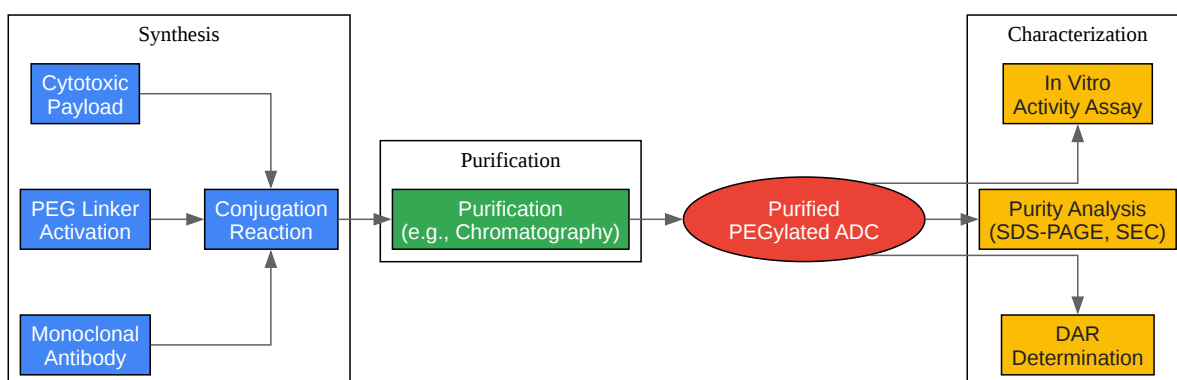 Synthesis
Cytotoxic
Payload
PEG Linker
Activation
Conjugation
Reaction
Monoclonal
Antibody
Purification
Purification
(e.g., Chromatography)
Purified
PEGylated ADC
Characterization
In Vitro
Activity Assay
Purity Analysis
(SDS-PAGE, SEC)
DAR
Determination